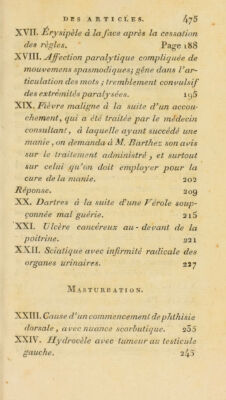 DES ARTICLES. 475
XVII. Érysipèle à la face après la cessation
des règles. Page 188
XVIII. Affection paralytique compliquée de
mouvemens spasmodiques; gêne dans l'ar-
ticulation des mots; tremblement convulsif
des extrémités paralysées. 195
XIX. Fièvre maligne à la suite d'un accou-
chement, qui a été traitée par le médecin
consultant, à laquelle ayant succédé une
manie, on demanda à M. Barthez son avis
sur le traitement administré, et surtout
sur celui qu'on doit employer pour la
cure de la manie. 202
Réponse. 209
XX. Dartres à la suite d'une Vérole soup-
çonnée mal guérie. 215
XXI. Ulcère cancéreux au-devant de la
poitrine. 221
XXII. Sciatique avec infirmité radicale des
organes urinaires. 227
MASTURBATION.
XXIII. Cause d'un commencement de phthisie
dorsale, avec nuance scorbutique. 235
XXIV. Hydrocèle avec tumeur au testicule
gauche. 245